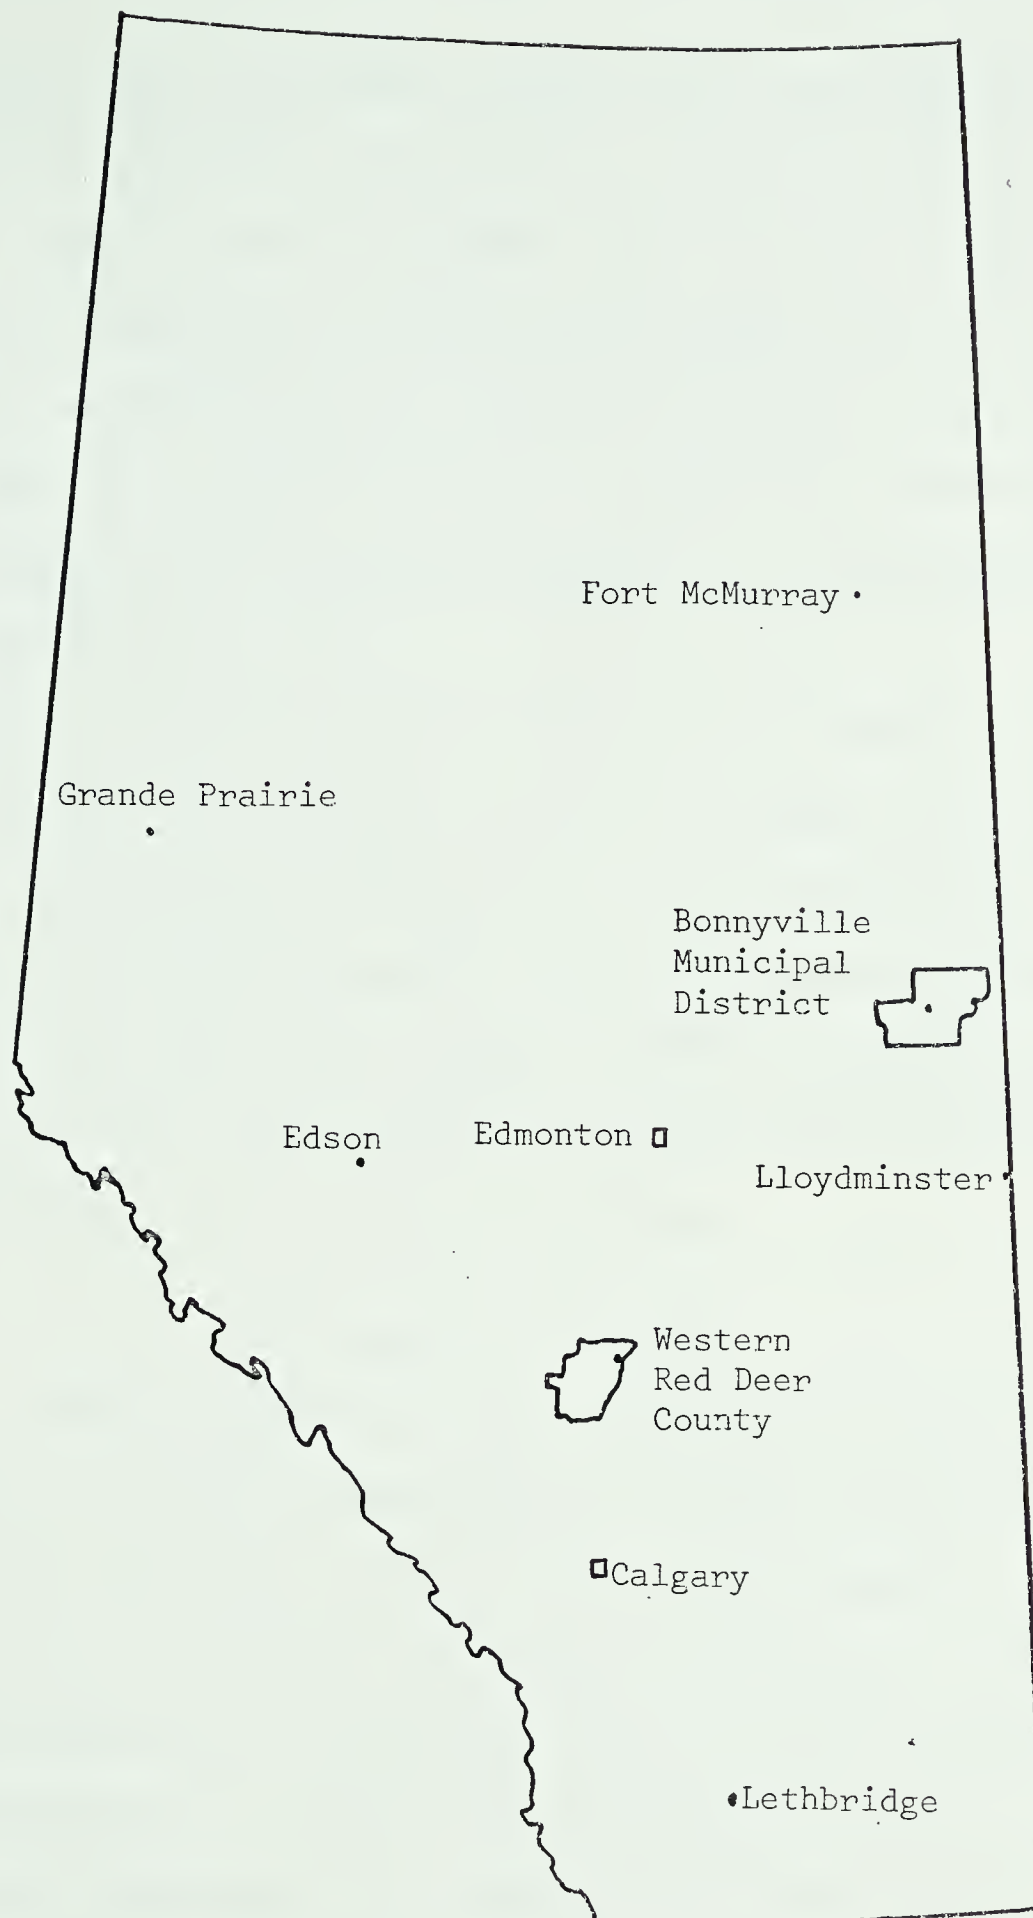 Fort McMurray
Grande Prairie
Bonnyville
Municipal
District
Edson
Edmonton
Lloydminster
Western
Red Deer
County
Calgary
Lethbridge